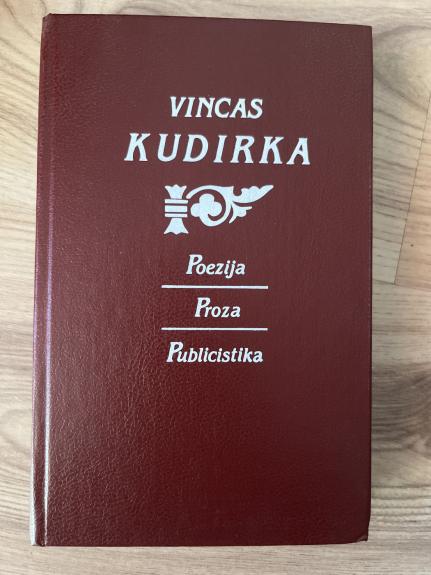 VINCAS
KUDIRKA
Poezija
Proza
Publicistika